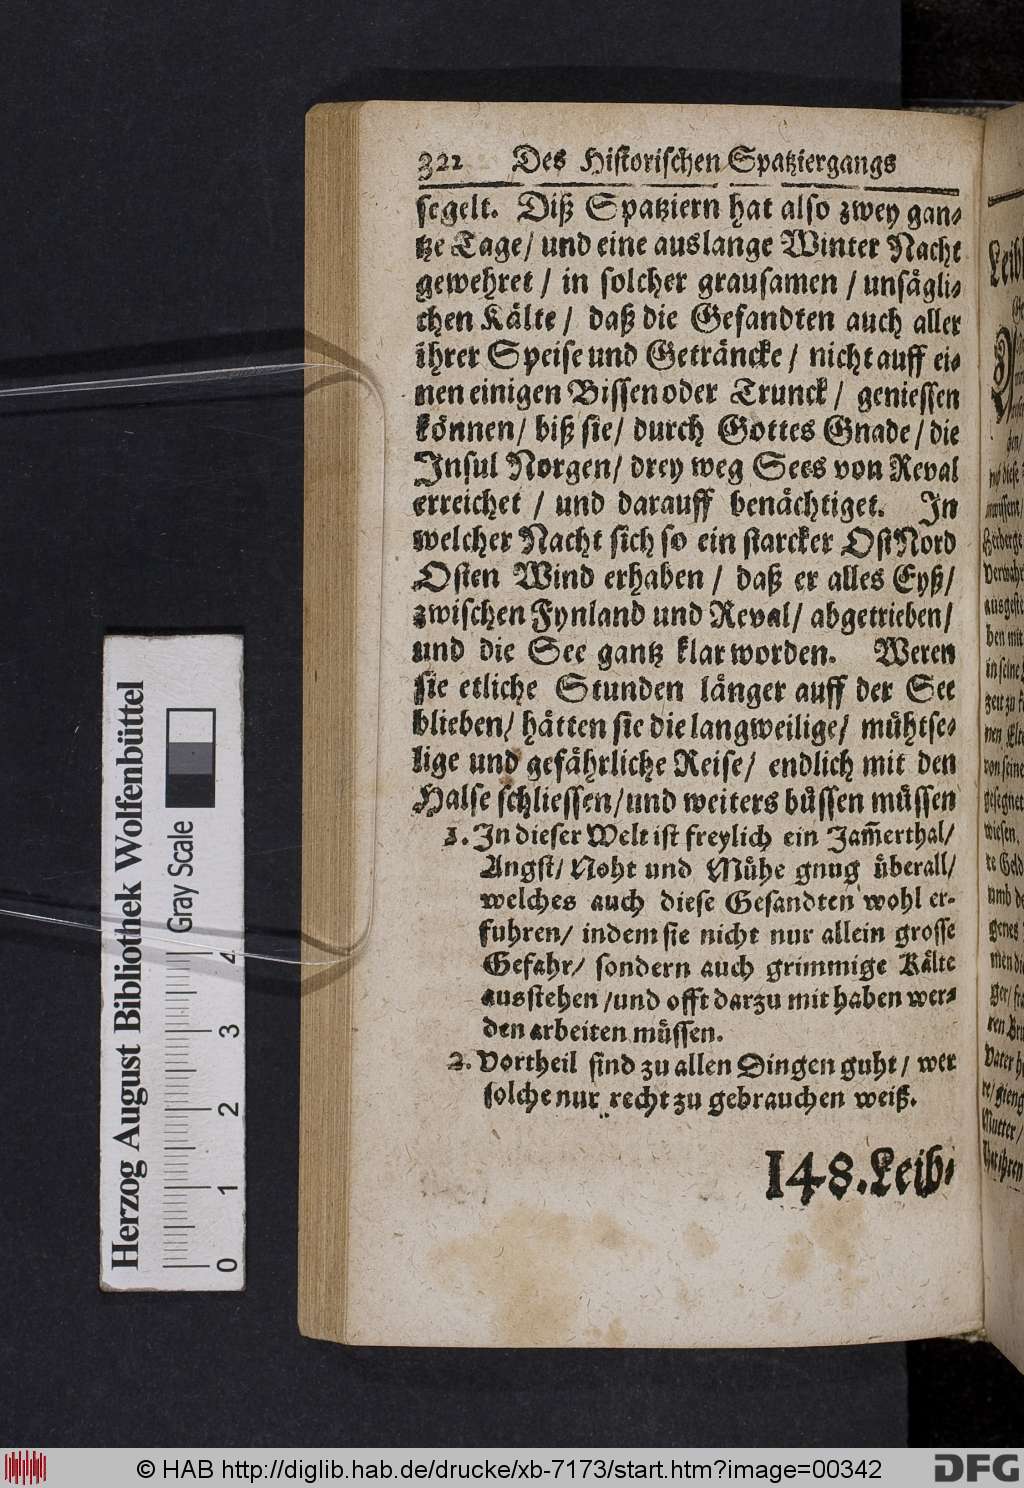 322 Des Historischen Spatziergangs
segelt. Diß Spatziern hat also zwey gan-
tze Tage/ und eine auslange Winter Nacht
gewehret / in solcher grausamen / unsägli-
chen Kälte / daß die Gesandten auch aller
ihrer Speise und Geträncke / nicht auff ei-
nen einigen Bissen oder Trunck / geniessen
können/ biß sie/ durch Gottes Gnade/ die
Insul Norgen/ drey weg Sees von Reval
erreichet / und darauff benächtiget. In
welcher Nacht sich so ein starcker OstNord
Osten Wind erhaben / daß er alles Eyß/
zwischen Fynland und Reval/ abgetrieben/
und die See gantz klar worden. Weren
sie etliche Stunden länger auff der See
blieben/ hätten sie die langweilige/ mühtse-
lige und gefährlichе Reise/ endlich mit den
Halse schliessen/ und weiters büssen müssen
1. In dieser Welt ist freylich ein Jam̄erthal/
Angst/ Noht und Mühe gnug überall/
welches auch diese Gesandten wohl er-
fuhren/ indem sie nicht nur allein grosse
Gefahr/ sondern auch grimmige Kälte
ausstehen /und offt darzu mit haben wer-
den arbeiten müssen.
2. Vortheil sind zu allen Dingen guht / wer
solche nur recht zu gebrauchen weiß.
148. Leib-
Herzog August Bibliothek Wolfenbüttel
Gray Scale
0 1 2 3 4
© HAB http://diglib.hab.de/drucke/xb-7173/start.htm?image=00342
DFG